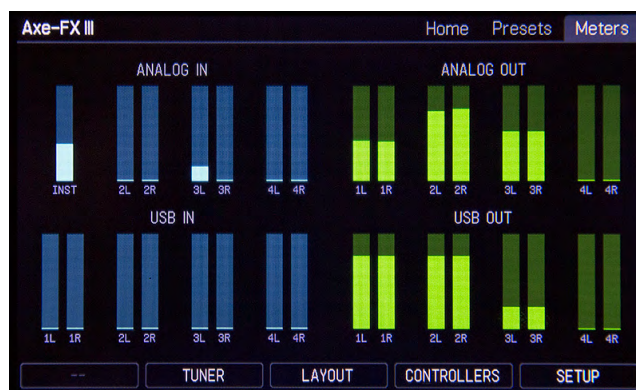 Axe-FX III Home Presets Meters
ANALOG IN ANALOG OUT
INST 2L 2R 3L 3R 4L 4R 1L 1R 2L 2R 3L 3R 4L 4R
USB IN USB OUT
1L 1R 2L 2R 3L 3R 4L 4R 1L 1R 2L 2R 3L 3R 4L 4R
-- TUNER LAYOUT CONTROLLERS SETUP